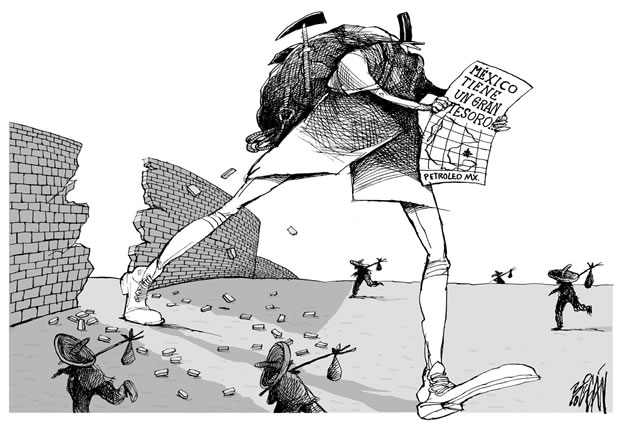 MÉXICO
TIENE
UN GRAN
TESORO.
PETROLEO MX.